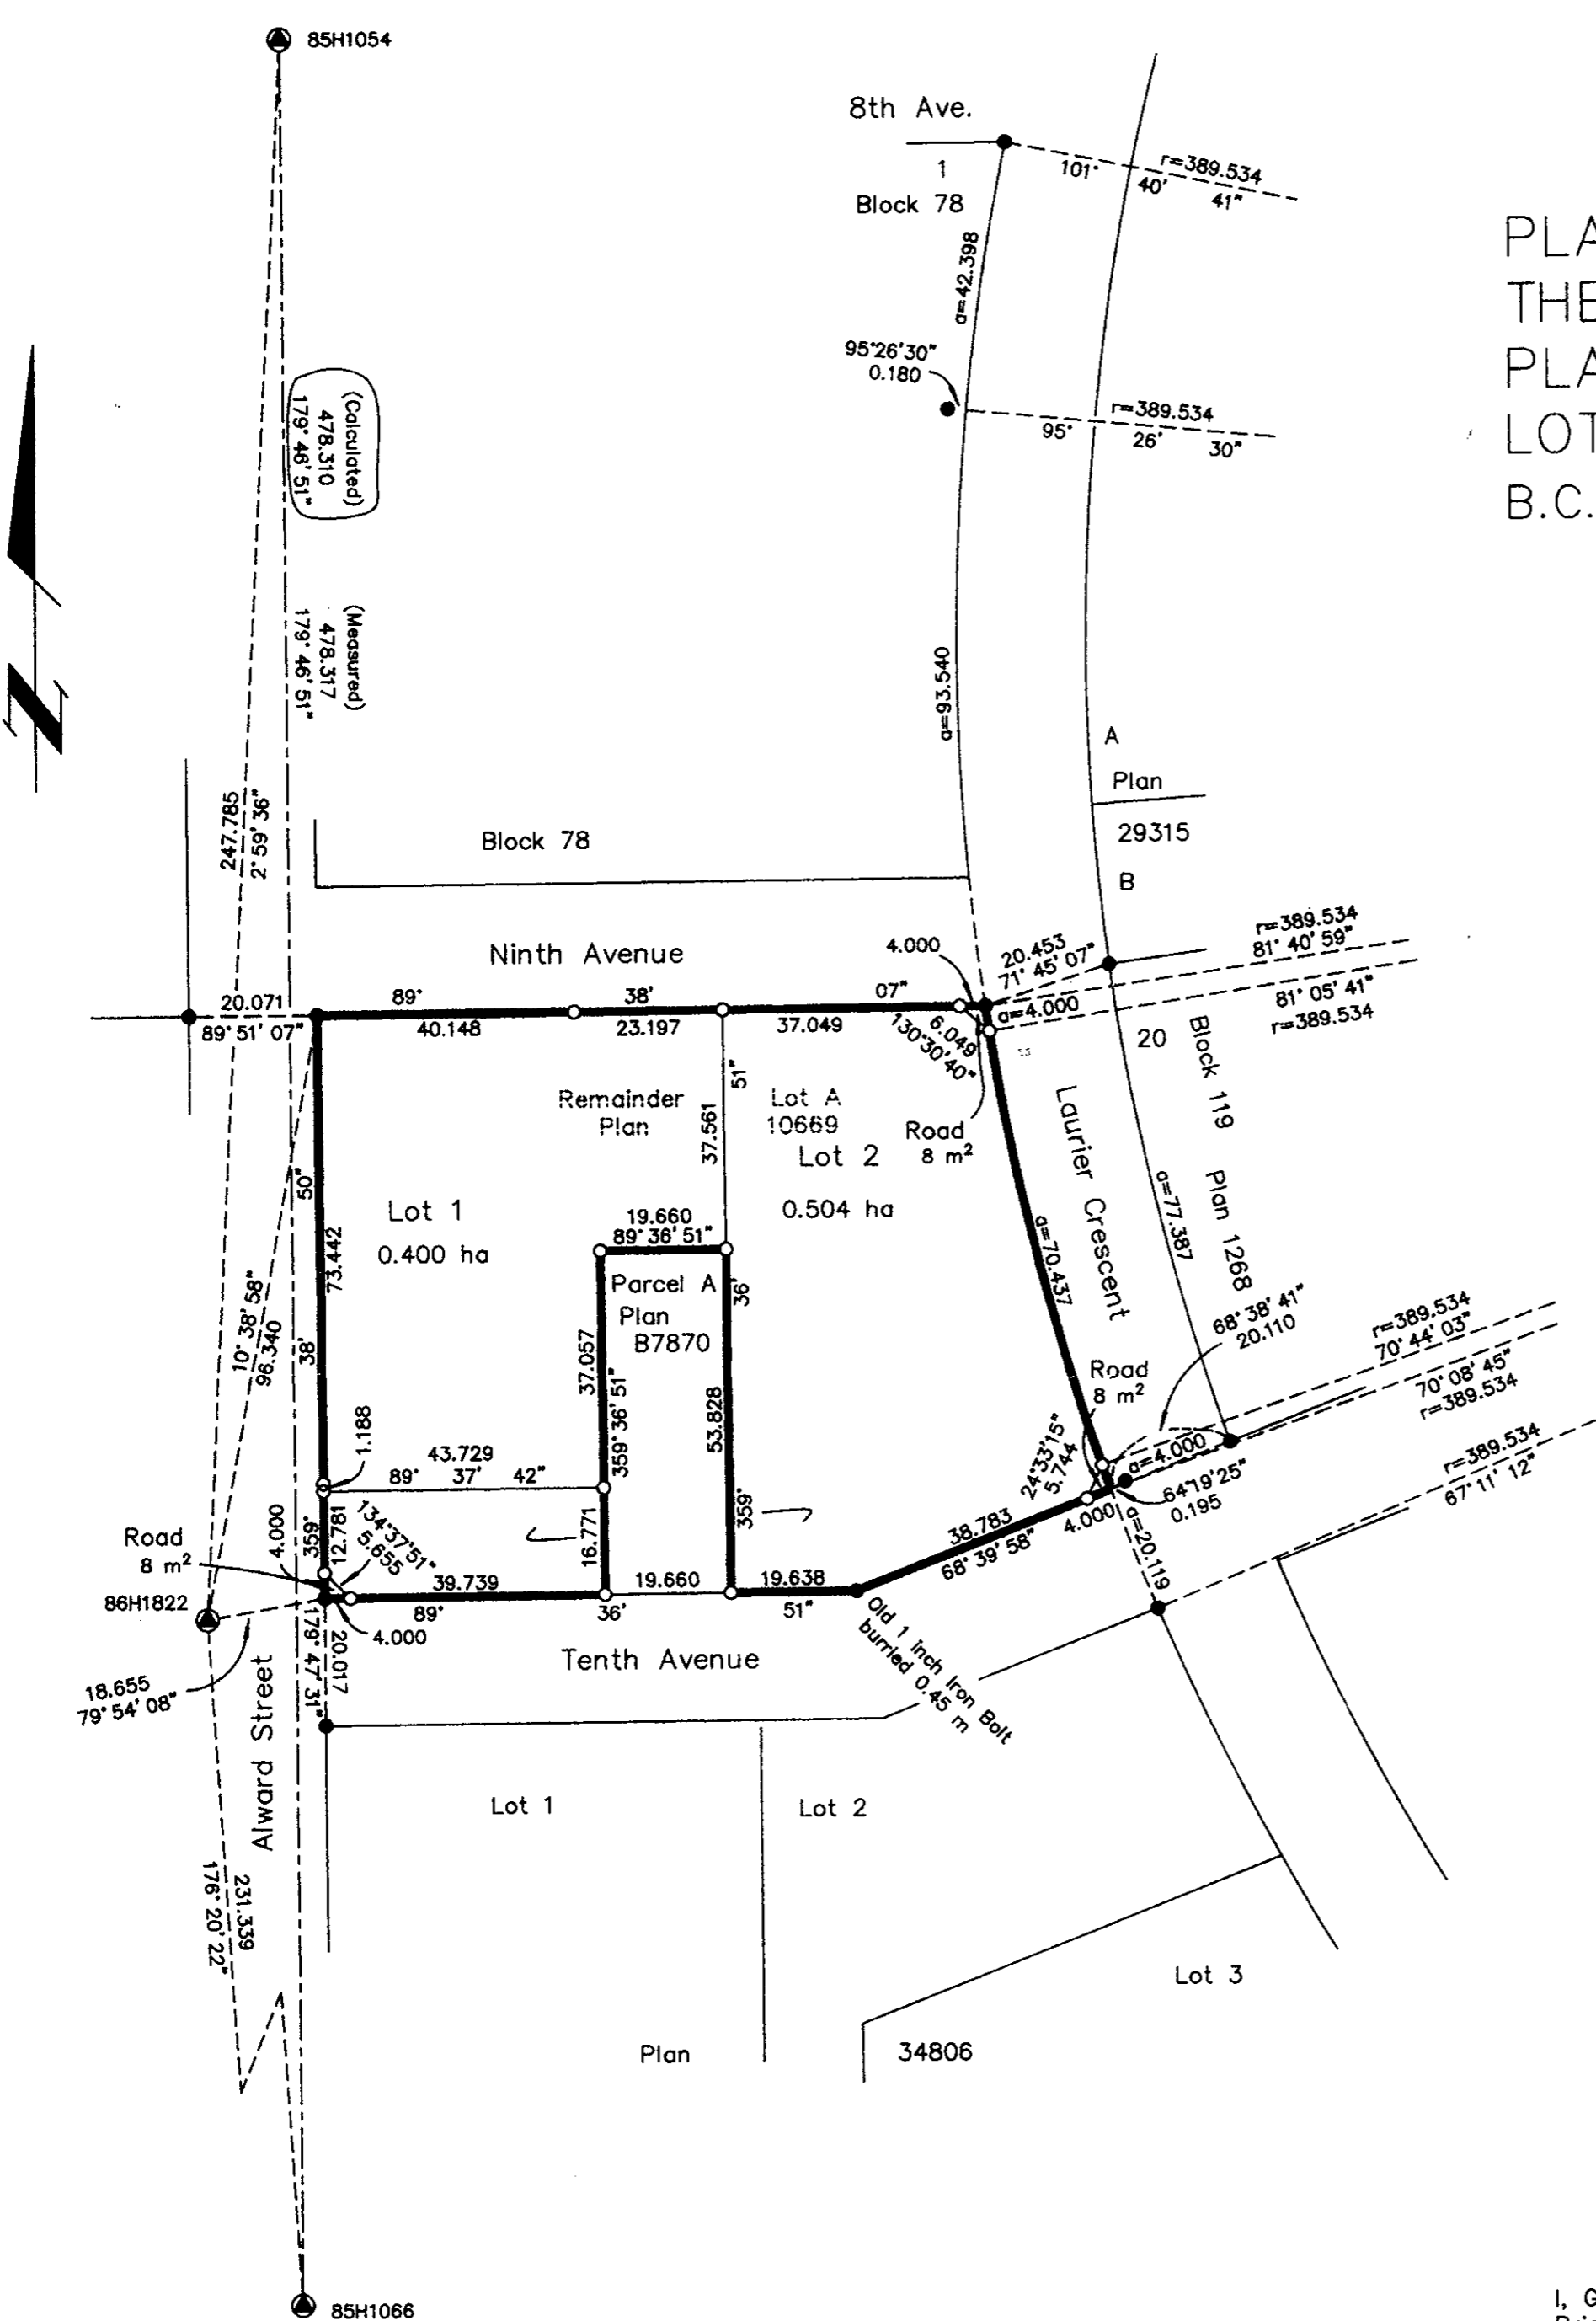 85H1054
8th Ave.
1
Block 78
r=389.534
101° 40' 41"
a=42.398
95°26'30"
0.180
r=389.534
95° 26' 30"
PLA
THE
PLA
LOT
B.C.
(Calculated)
478.310
179° 46' 51"
(Measured)
478.317
179° 46' 51"
N
a=93.540
A
Plan
29315
B
247.785
2° 59' 36"
Block 78
Ninth Avenue
4.000
20.453
71° 45' 07"
r=389.534
81° 40' 59"
81° 05' 41"
r=389.534
20.071
89° 51' 07"
89° 38' 07"
40.148
23.197
37.049
a=4.000
6.049
130°30'40"
20
Block 119 Plan 1268
Remainder
Plan
51"
37.561
Lot A
10669
Road
8 m²
Lot 2
0.504 ha
Laurier Crescent
a=77.387
a=70.437
50"
73.442
38'
Lot 1
0.400 ha
19.660
89° 36' 51"
Parcel A
Plan
B7870
36'
37.057
359° 36' 51"
53.828
359°
10° 38' 58"
96.340
68° 38' 41"
20.110
r=389.534
70° 44' 03"
70° 08' 45"
r=389.534
Road
8 m²
r=389.534
67° 11' 12"
1.188
43.729
89° 37' 42"
24°33'15"
5.744
a=4.000
64°19'25"
0.195
4.000
a=20.119
38.783
68° 39' 58"
16.771
4.000
359°
12.781
134°37'51"
5.655
Road
8 m²
86H1822
39.739
19.660
19.638
89° 36' 51"
4.000
179° 47' 31"
20.017
18.655
79° 54' 08"
Tenth Avenue
Old 1 inch Iron Bolt
burried 0.45 m
Alward Street
Lot 1
Lot 2
231.339
176° 20' 22"
Lot 3
Plan
34806
85H1066
I, G